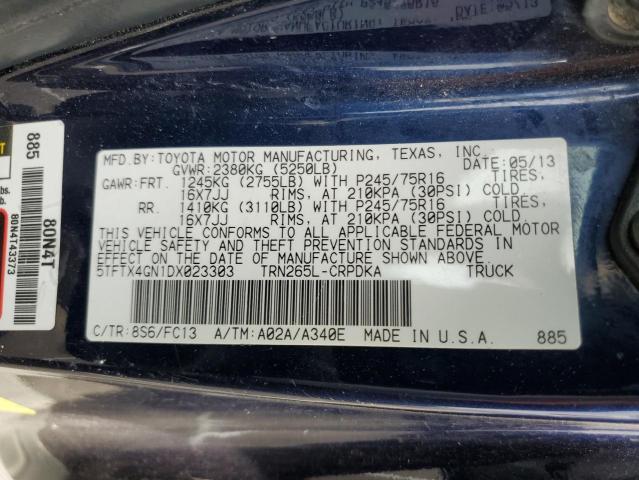 MFD.BY:TOYOTA MOTOR MANUFACTURING, TEXAS, INC.
GVWR:2380KG (5250LB) DATE:05/13
GAWR:FRT. 1245KG (2755LB) WITH P245/75R16 TIRES,
16X7JJ RIMS, AT 210KPA (30PSI) COLD.
RR. 1410KG (3110LB) WITH P245/75R16 TIRES,
16X7JJ RIMS, AT 210KPA (30PSI) COLD.
THIS VEHICLE CONFORMS TO ALL APPLICABLE FEDERAL MOTOR
VEHICLE SAFETY AND THEFT PREVENTION STANDARDS IN
EFFECT ON THE DATE OF MANUFACTURE SHOWN ABOVE.
5TFTX4GN1DX023303 TRN265L-CRPDKA TRUCK
C/TR:8S6/FC13 A/TM:A02A/A340E MADE IN U.S.A. 885
885
80N4T
80N4T43373
lbs.